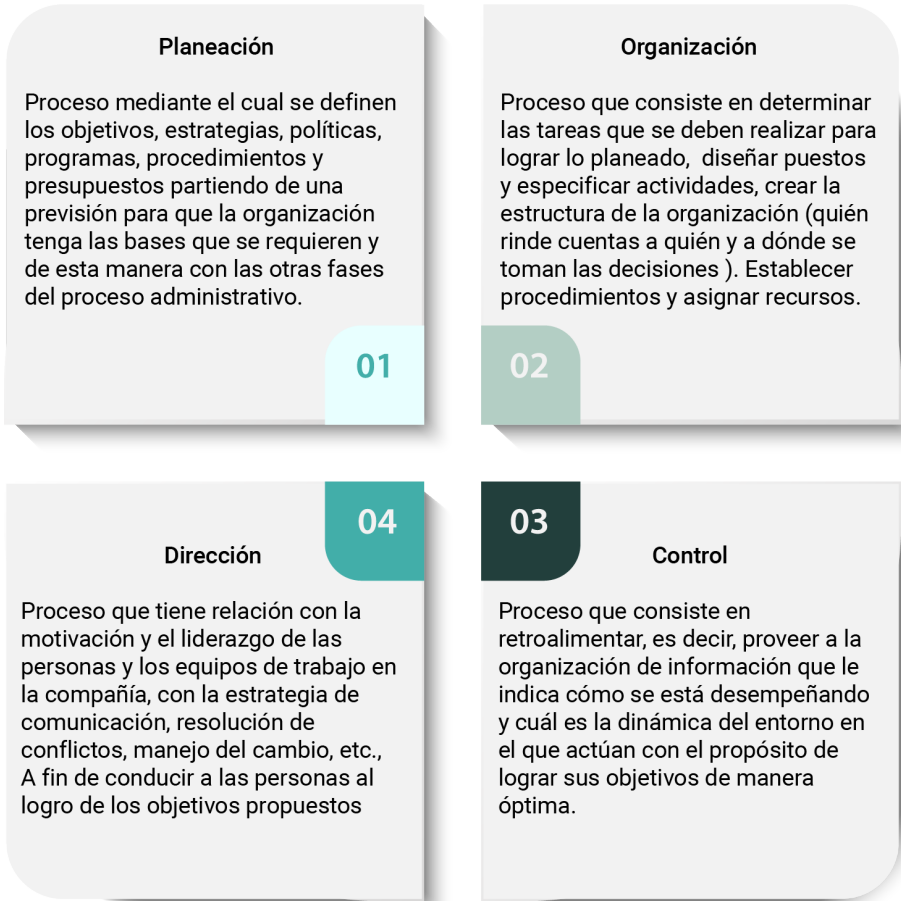 Planeación
Proceso mediante el cual se definen
los objetivos, estrategias, políticas,
programas, procedimientos y
presupuestos partiendo de una
previsión para que la organización
tenga las bases que se requieren y
de esta manera con las otras fases
del proceso administrativo.
01
Organización
Proceso que consiste en determinar
las tareas que se deben realizar para
lograr lo planeado,  diseñar puestos
y especificar actividades, crear la
estructura de la organización (quién
rinde cuentas a quién y a dónde se
toman las decisiones ). Establecer
procedimientos y asignar recursos.
02
04
Dirección
Proceso que tiene relación con la
motivación y el liderazgo de las
personas y los equipos de trabajo en
la compañía, con la estrategia de
comunicación, resolución de
conflictos, manejo del cambio, etc.,
A fin de conducir a las personas al
logro de los objetivos propuestos
03
Control
Proceso que consiste en
retroalimentar, es decir, proveer a la
organización de información que le
indica cómo se está desempeñando
y cuál es la dinámica del entorno en
el que actúan con el propósito de
lograr sus objetivos de manera
óptima.